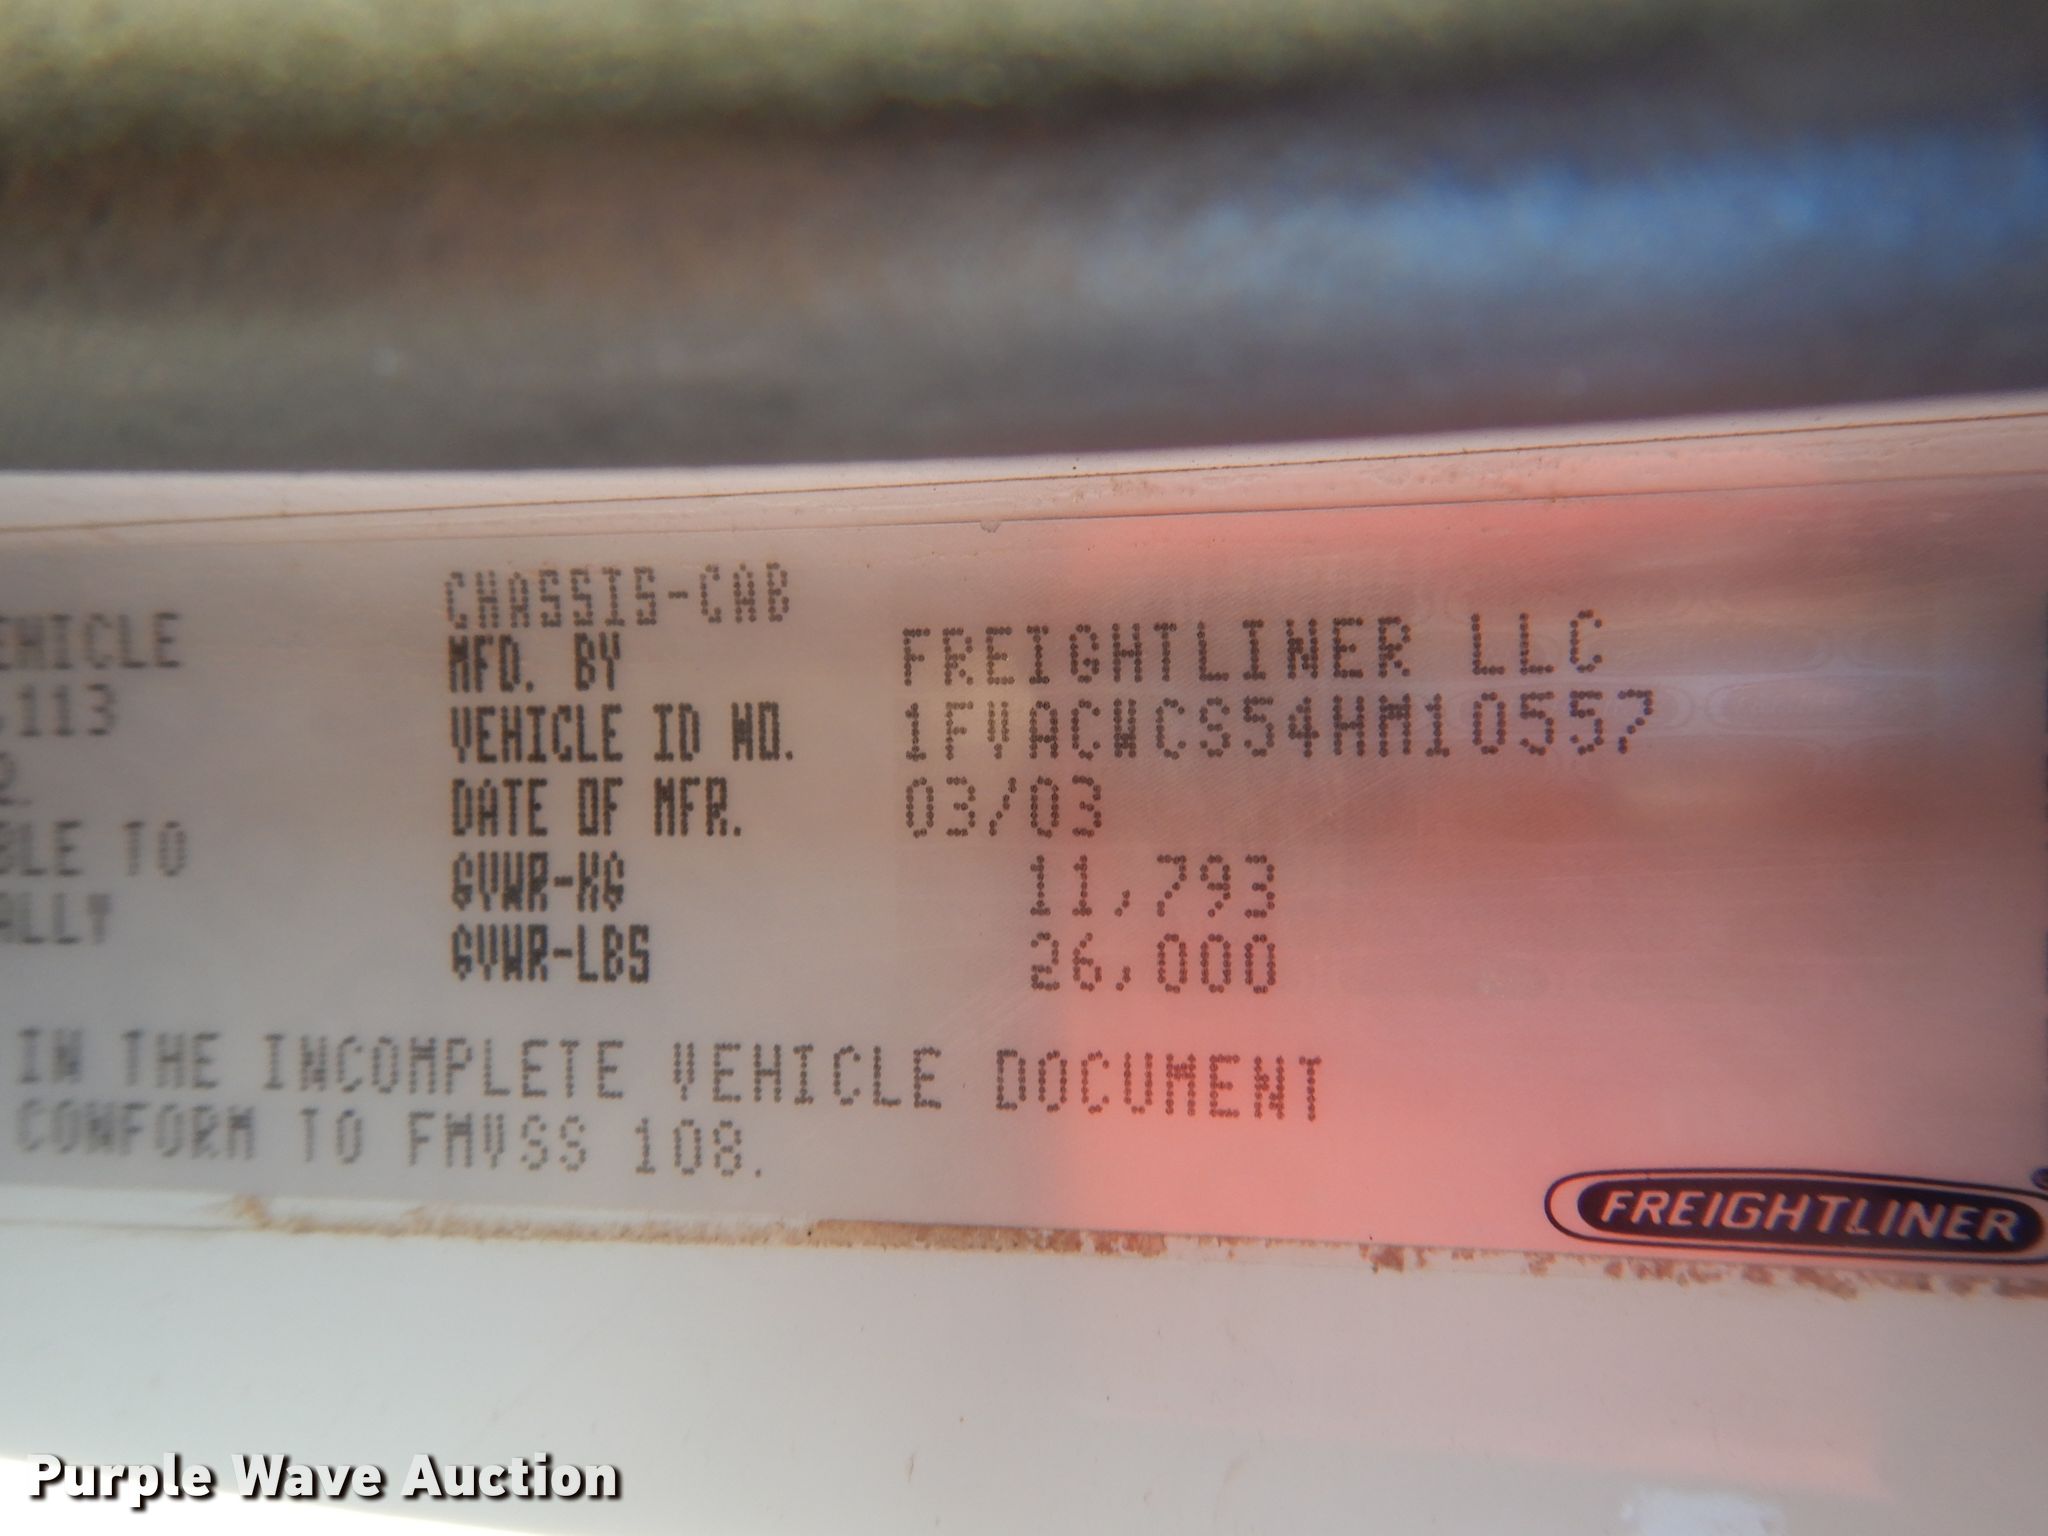 CHASSIS-CAB
EHICLE MFD. BY FREIGHTLINER LLC
113 VEHICLE ID NO. 1FVACWCS54HM10557
DATE OF MFR. 03/03
BLE TO GVWR-KG 11,793
ALLY GVWR-LBS 26,000
IN THE INCOMPLETE VEHICLE DOCUMENT
CONFORM TO FMVSS 108.
FREIGHTLINER
Purple Wave Auction